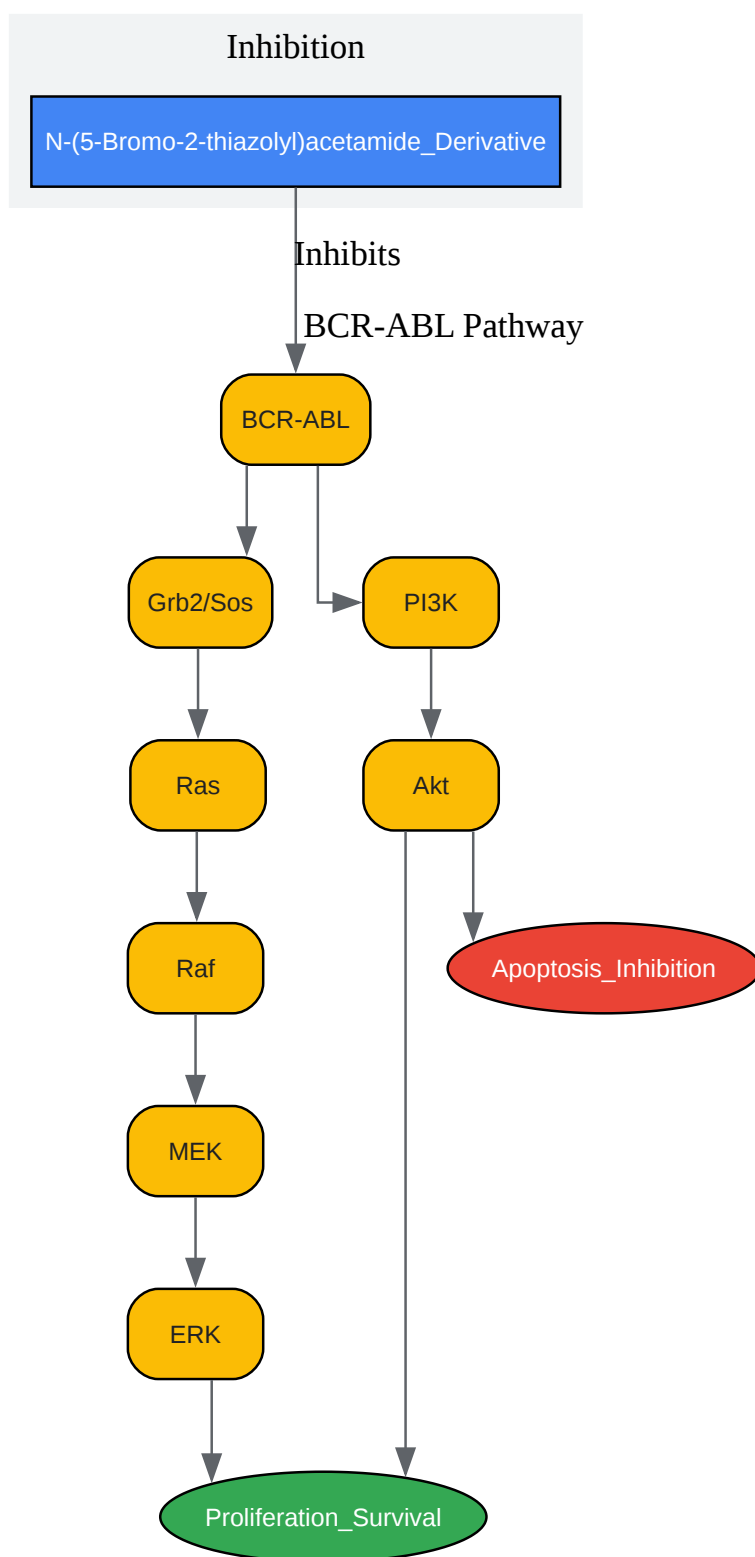 Inhibition
N-(5-Bromo-2-thiazolyl)acetamide_Derivative
Inhibits
BCR-ABL Pathway
BCR-ABL
Grb2/Sos
PI3K
Ras
Akt
Raf
Apoptosis_Inhibition
MEK
ERK
Proliferation_Survival